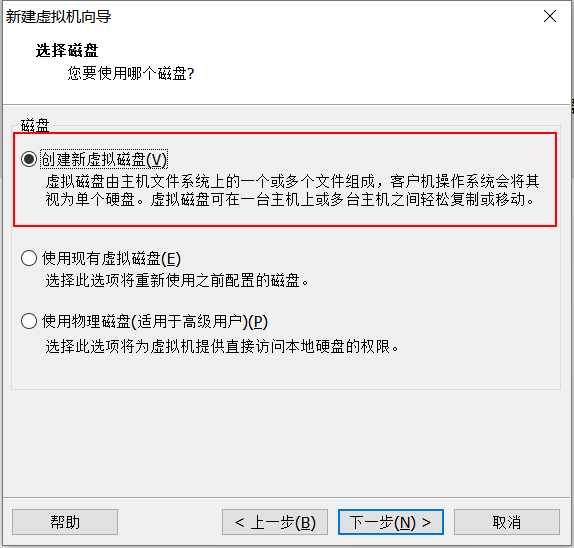 新建虚拟机向导
选择磁盘
您要使用哪个磁盘?
磁盘
创建新虚拟磁盘(V)
虚拟磁盘由主机文件系统上的一个或多个文件组成，客户机操作系统会将其
视为单个硬盘。虚拟磁盘可在一台主机上或多台主机之间轻松复制或移动。
使用现有虚拟磁盘(E)
选择此选项将重新使用之前配置的磁盘。
使用物理磁盘(适用于高级用户)(P)
选择此选项将为虚拟机提供直接访问本地硬盘的权限。
帮助
< 上一步(B)
下一步(N) >
取消